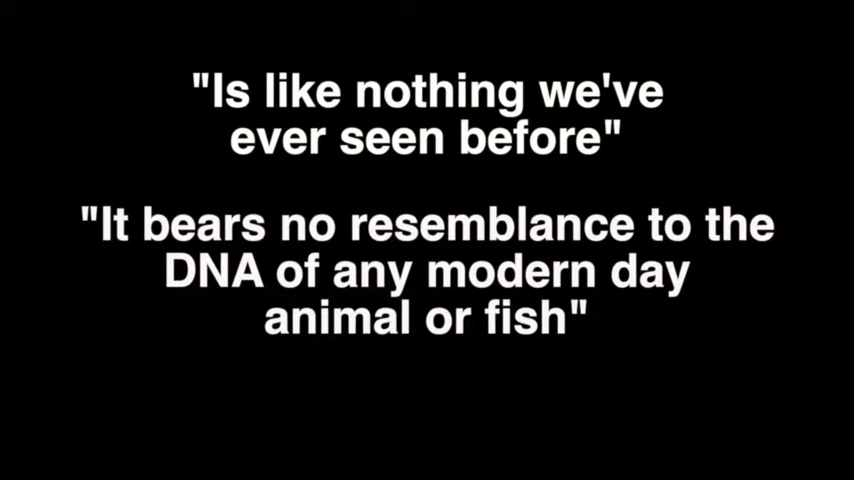 "Is like nothing we've
ever seen before"
"It bears no resemblance to the
DNA of any modern day
animal or fish"